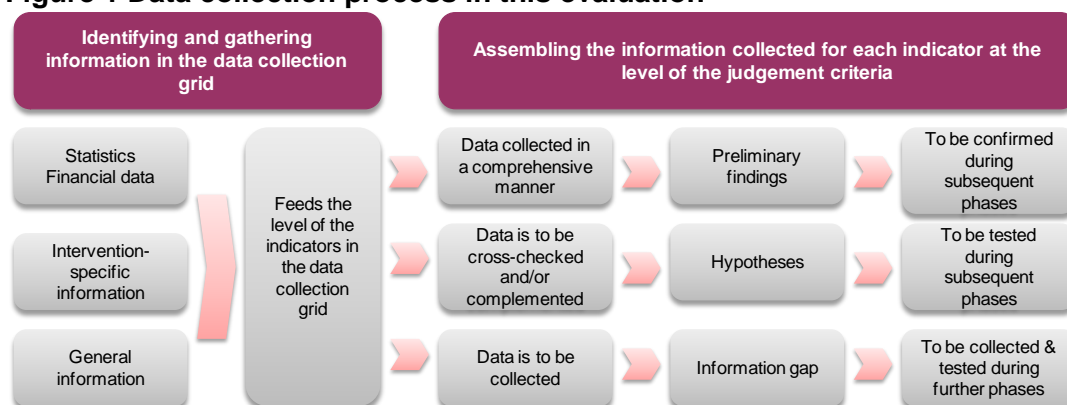 Figure Data collection process in this evaluation
Identifying and gathering
information in the data collection
grid
Assembling the information collected for each indicator at the
level of the judgement criteria
Statistics
Financial data
Intervention-
specific
information
General
information
Feeds the
level of the
indicators in
the data
collection
grid
Data collected in
a comprehensive
manner
Preliminary
findings
To be confirmed
during
subsequent
phases
Data is to be
cross-checked
and/or
complemented
Hypotheses
To be tested
during
subsequent
phases
Data is to be
collected
Information gap
To be collected &
tested during
further phases